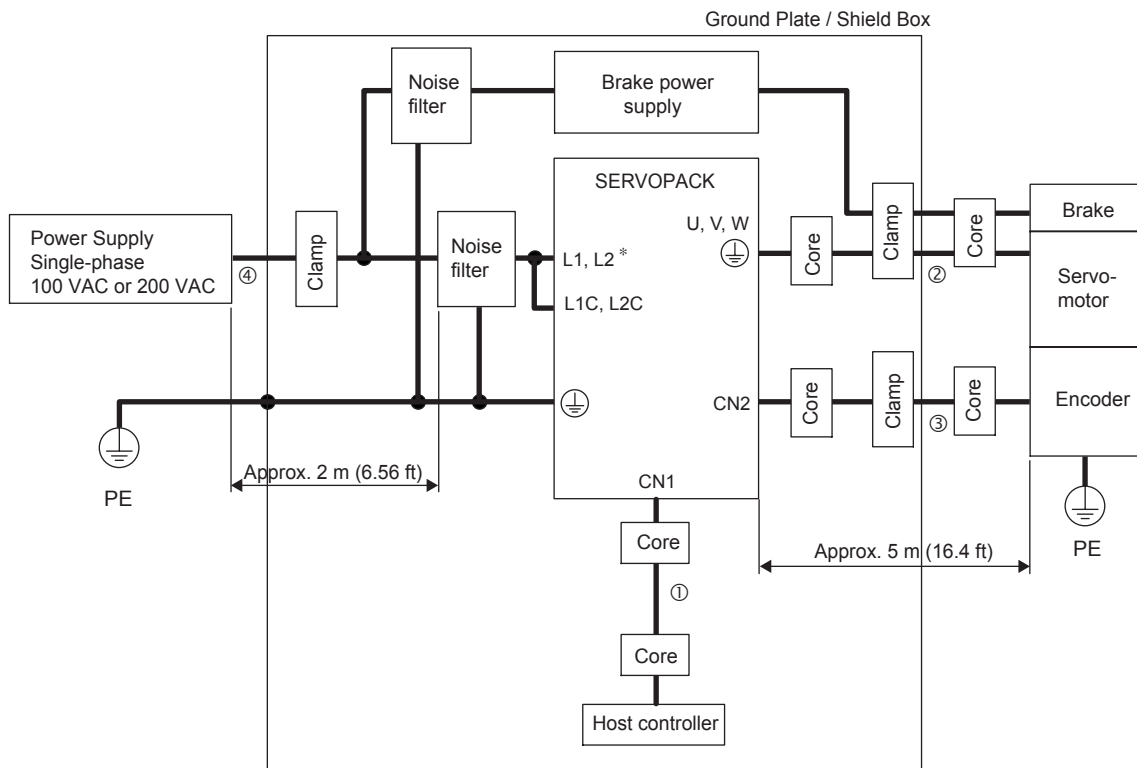 Ground Plate / Shield Box
Noise
filter
Brake power
supply
SERVOPACK
U, V, W
Core
Clamp
Core
Brake
Power Supply
Single-phase
100 VAC or 200 VAC
④
Clamp
Noise
filter
L1, L2 *
L1C, L2C
②
Servo-
motor
CN2
Core
Clamp
③
Core
Encoder
PE
Approx. 2 m (6.56 ft)
CN1
Approx. 5 m (16.4 ft)
PE
Core
①
Core
Host controller